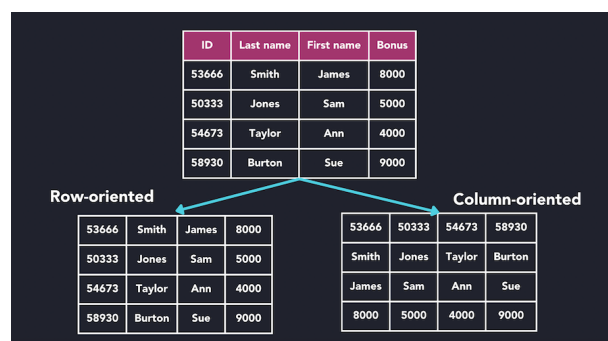 ID Last name First name Bonus
53666 Smith James 8000
50333 Jones Sam 5000
54673 Taylor Ann 4000
58930 Burton Sue 9000
Row-oriented
53666 Smith James 8000
50333 Jones Sam 5000
54673 Taylor Ann 4000
58930 Burton Sue 9000
Column-oriented
53666 50333 54673 58930
Smith Jones Taylor Burton
James Sam Ann Sue
8000 5000 4000 9000